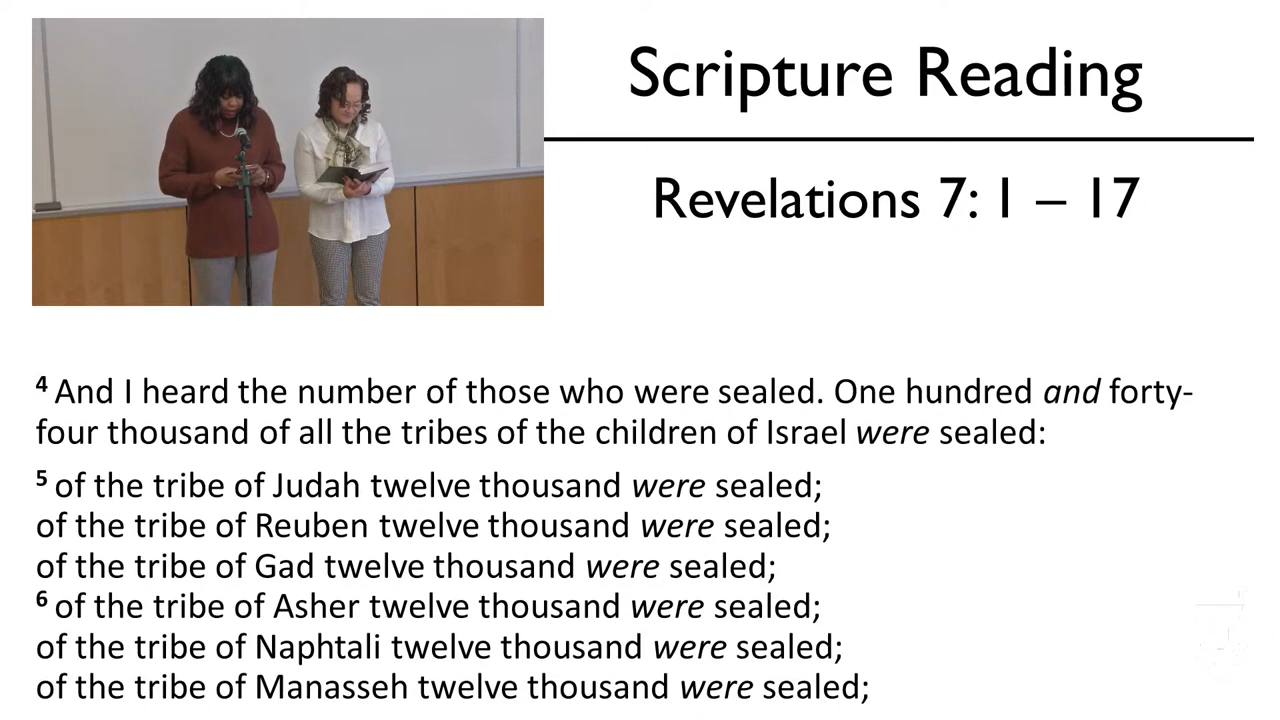 Scripture Reading
Revelations 7: 1 – 17
4 And I heard the number of those who were sealed. One hundred and forty-
four thousand of all the tribes of the children of Israel were sealed:
5 of the tribe of Judah twelve thousand were sealed;
of the tribe of Reuben twelve thousand were sealed;
of the tribe of Gad twelve thousand were sealed;
6 of the tribe of Asher twelve thousand were sealed;
of the tribe of Naphtali twelve thousand were sealed;
of the tribe of Manasseh twelve thousand were sealed;